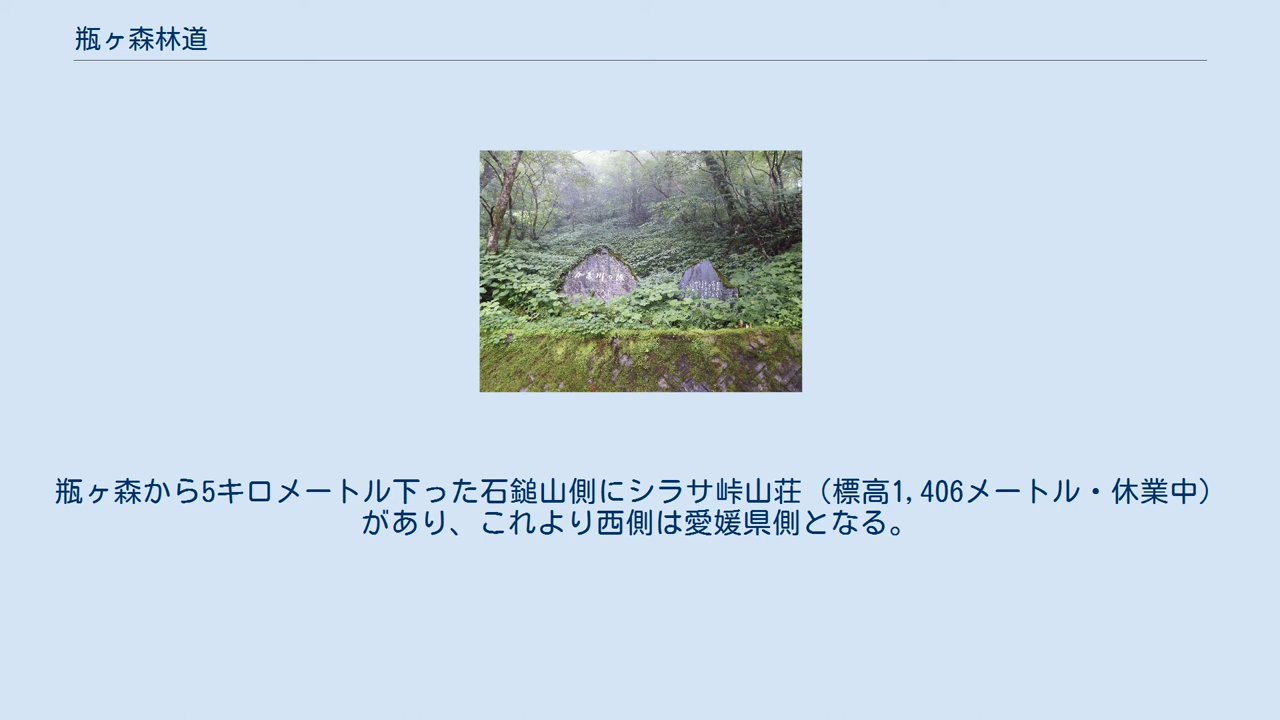 瓶ヶ森林道
瓶ヶ森から5キロメートル下った石鎚山側にシラサ峠山荘（標高1,406メートル・休業中）
があり、これより西側は愛媛県側となる。